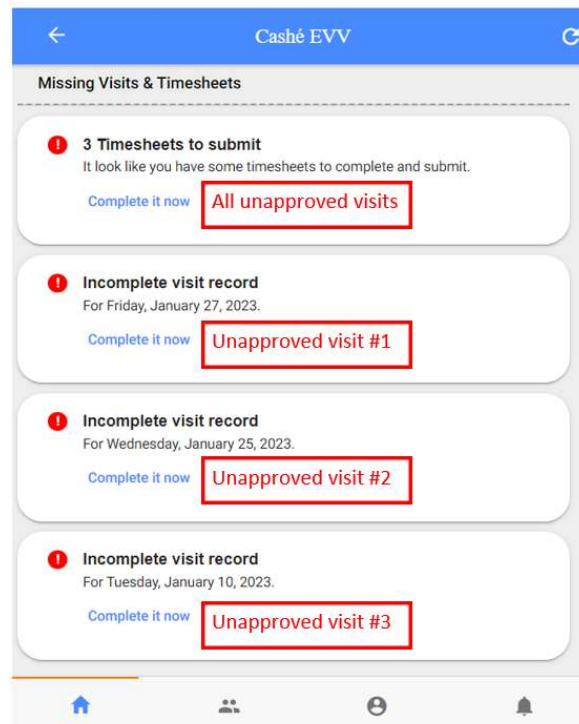 Cashé EVV
Missing Visits & Timesheets
3 Timesheets to submit
It look like you have some timesheets to complete and submit.
Complete it now
All unapproved visits
Incomplete visit record
For Friday, January 27, 2023.
Complete it now
Unapproved visit #1
Incomplete visit record
For Wednesday, January 25, 2023.
Complete it now
Unapproved visit #2
Incomplete visit record
For Tuesday, January 10, 2023.
Complete it now
Unapproved visit #3